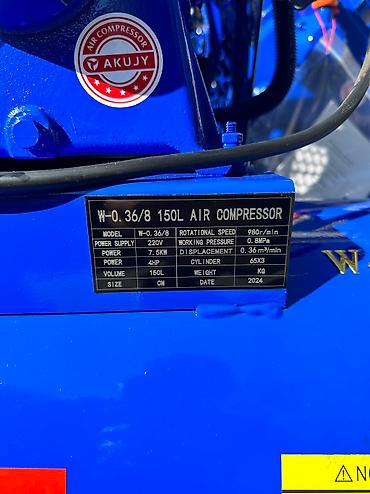 AIR COMPRESSOR
AKUJY
W-0.36/8 150L AIR COMPRESSOR
MODEL W-0.36/8 ROTATIONAL SPEED 980r/min
POWER SUPPLY 220V WORKING PRESSURE 0.8MPa
POWER 7.5KW DISPLACEMENT 0.36m³/min
POWER 4HP CYLINDER 65X3
VOLUME 150L WEIGHT KG
SIZE CM DATE 2024
W